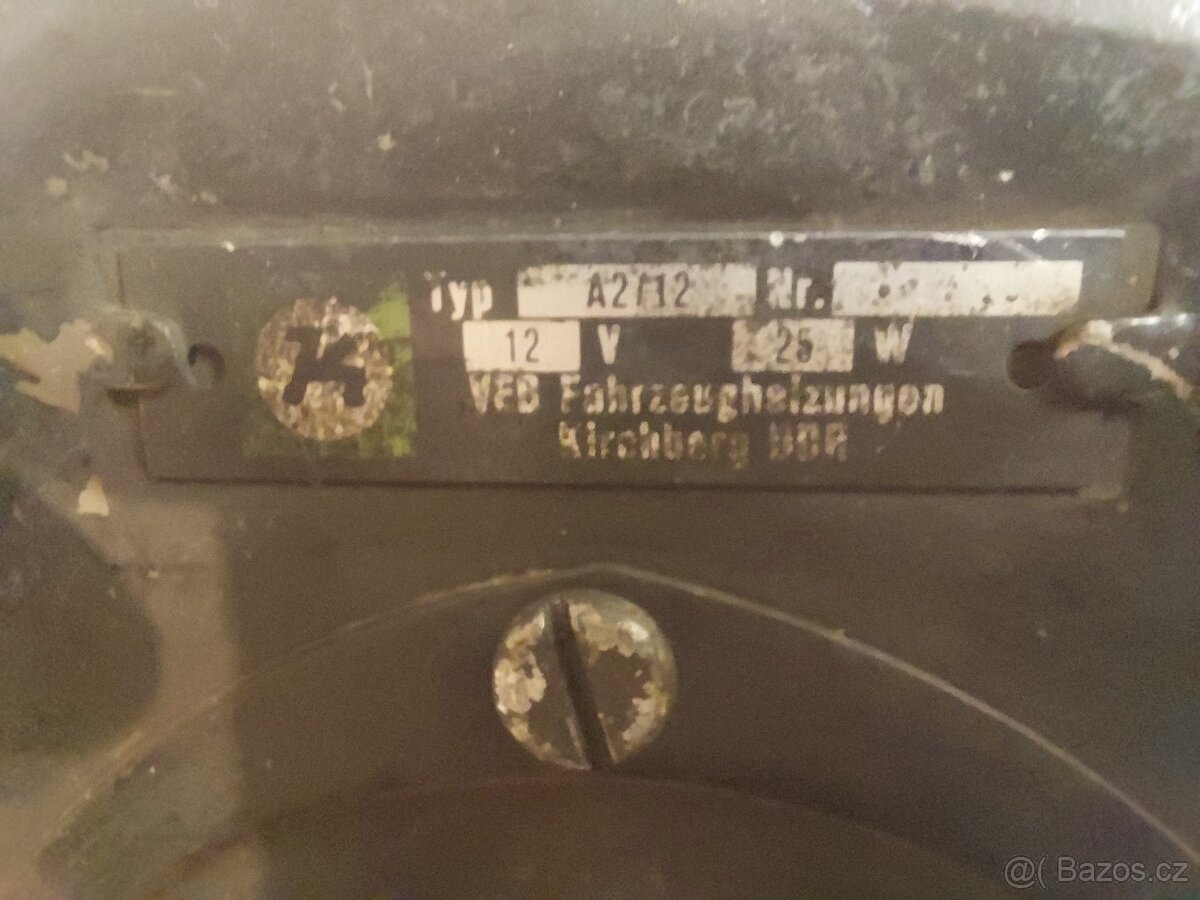 Typ A2/12 Nr.
12 V 25 W
VEB Fahrzeugheizungen
Kirchberg DDR
@( Bazos.cz